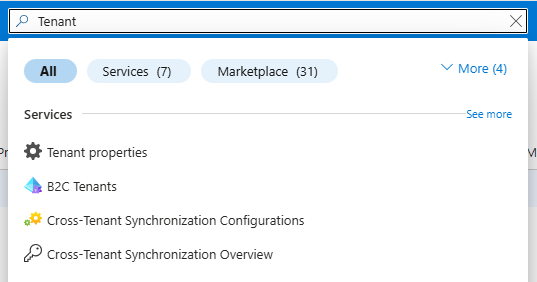 Tenant
All
Services (7)
Marketplace (31)
More (4)
Services
See more
Tenant properties
B2C Tenants
Cross-Tenant Synchronization Configurations
Cross-Tenant Synchronization Overview